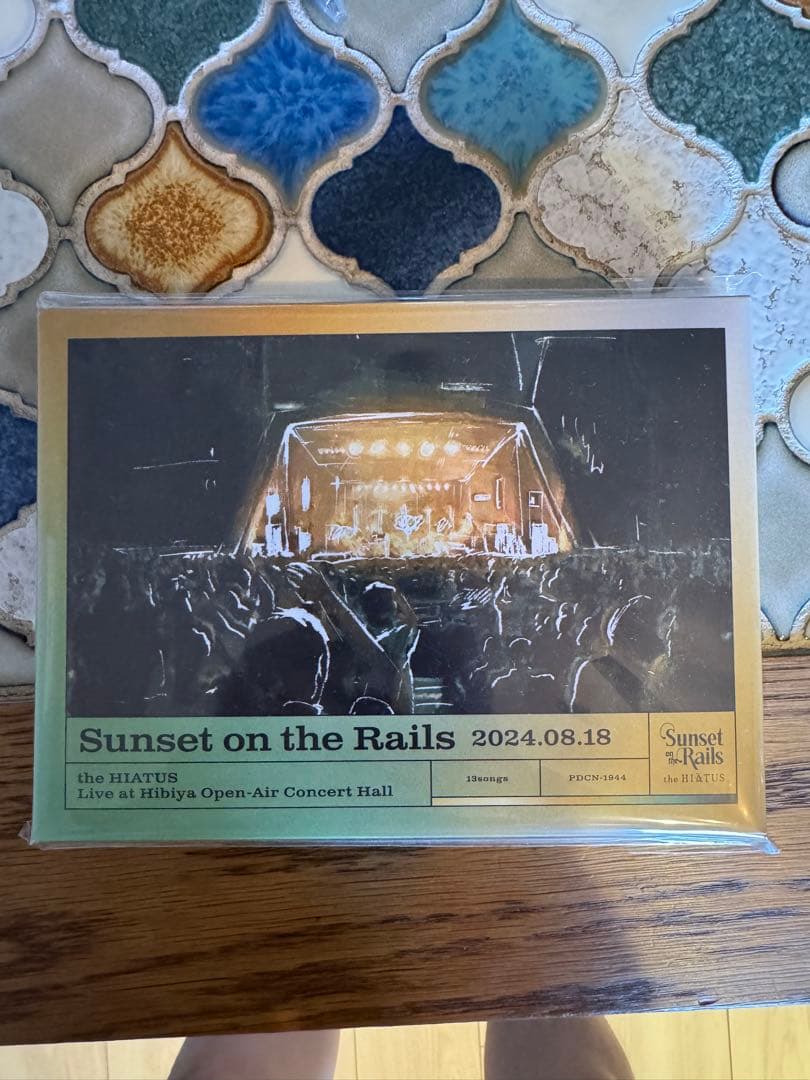 Sunset on the Rails 2024.08.18
the HIATUS
Live at Hibiya Open-Air Concert Hall
13songs
PDCN-1944
Sunset
on the Rails
the HIATUS